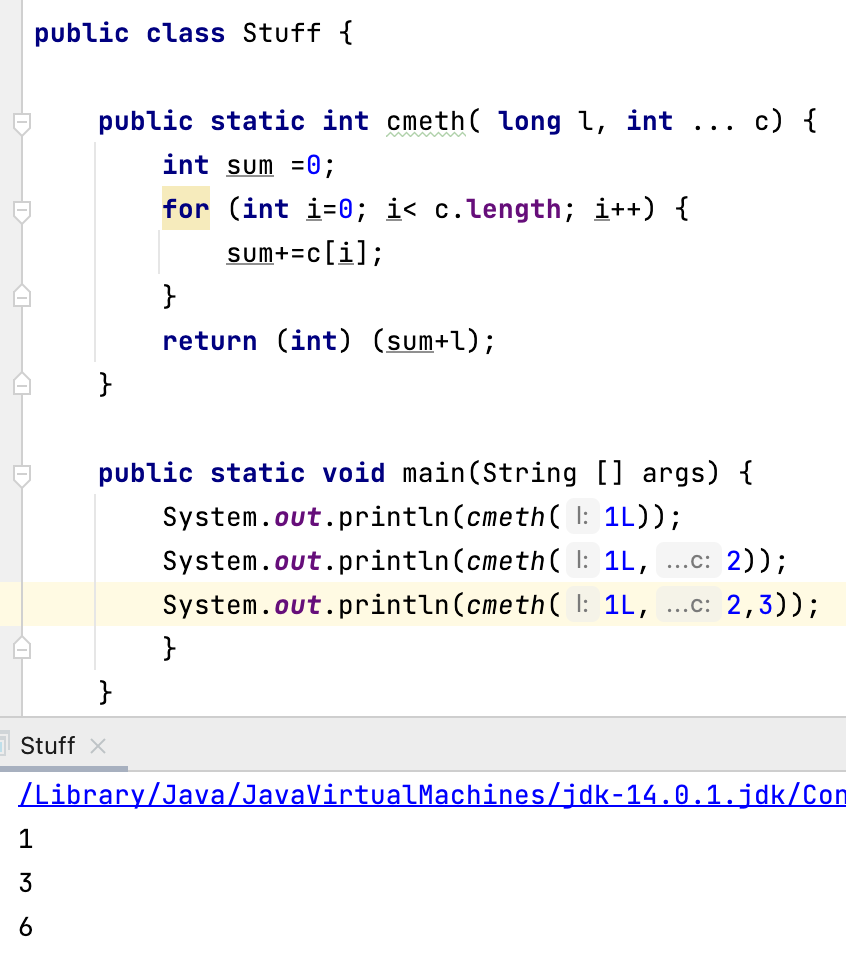 public class Stuff {
public static int cmeth( long l, int ... c) {
int sum =0;
for (int i=0; i< c.length; i++) {
sum+=c[i];
}
return (int) (sum+l);
}
public static void main(String [] args) {
System.out.println(cmeth( l: 1L));
System.out.println(cmeth( l: 1L, ...c: 2));
System.out.println(cmeth( l: 1L, ...c: 2,3));
}
}
Stuff
/Library/Java/JavaVirtualMachines/jdk-14.0.1.jdk/Con
1
3
6